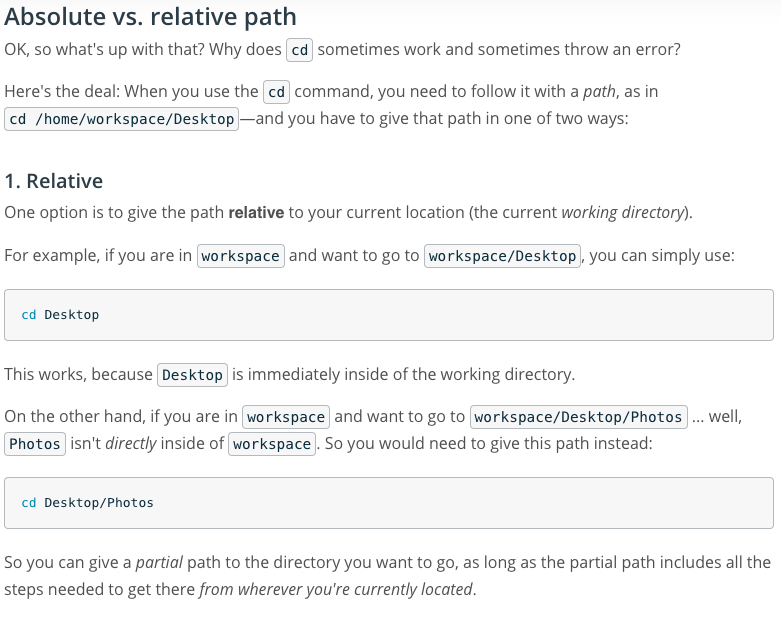 Absolute vs. relative path
OK, so what's up with that? Why does cd sometimes work and sometimes throw an error?
Here's the deal: When you use the cd command, you need to follow it with a path, as in
cd /home/workspace/Desktop—and you have to give that path in one of two ways:
1. Relative
One option is to give the path relative to your current location (the current working directory).
For example, if you are in workspace and want to go to workspace/Desktop, you can simply use:
cd Desktop
This works, because Desktop is immediately inside of the working directory.
On the other hand, if you are in workspace and want to go to workspace/Desktop/Photos ... well,
Photos isn't directly inside of workspace. So you would need to give this path instead:
cd Desktop/Photos
So you can give a partial path to the directory you want to go, as long as the partial path includes all the
steps needed to get there from wherever you're currently located.